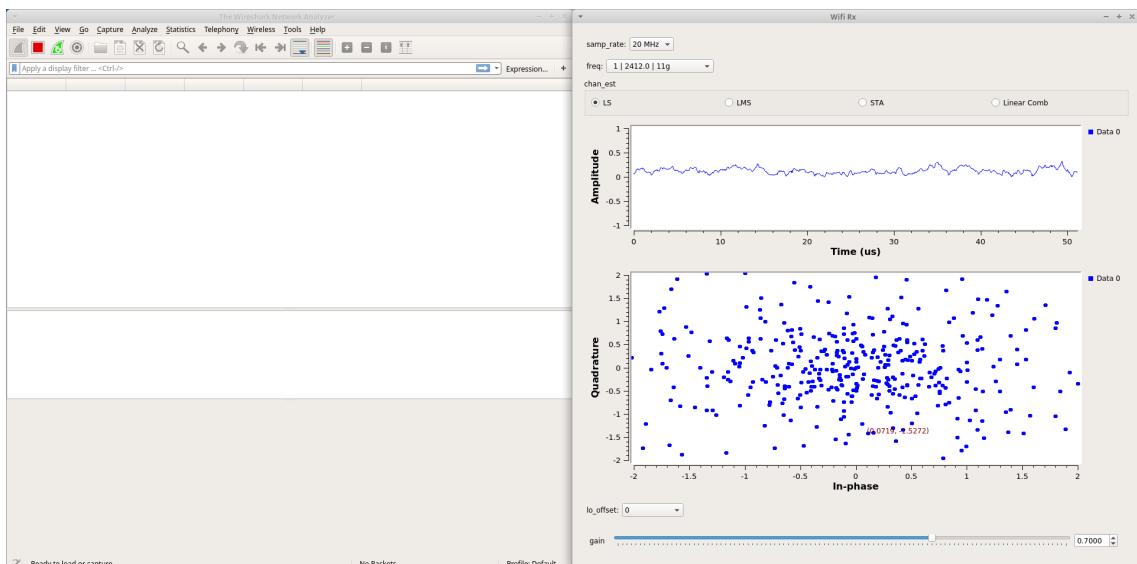 The Wireshark Network Analyzer
File Edit View Go Capture Analyze Statistics Telephony Wireless Tools Help
Apply a display filter ... <Ctrl-/>
Expression... +
Ready to load or capture
No Packets
Profile: Default
Wifi Rx
samp_rate: 20 MHz
freq: 1 | 2412.0 | 11g
chan_est
LS LMS STA Linear Comb
Data 0
Amplitude
1
0.5
0
-0.5
-1
0 10 20 30 40 50
Time (us)
Data 0
Quadrature
2
1.5
1
0.5
0
-0.5
-1
-1.5
-2
(0.0719, -1.5272)
-2 -1.5 -1 -0.5 0 0.5 1 1.5 2
In-phase
lo_offset: 0
gain 0.7000